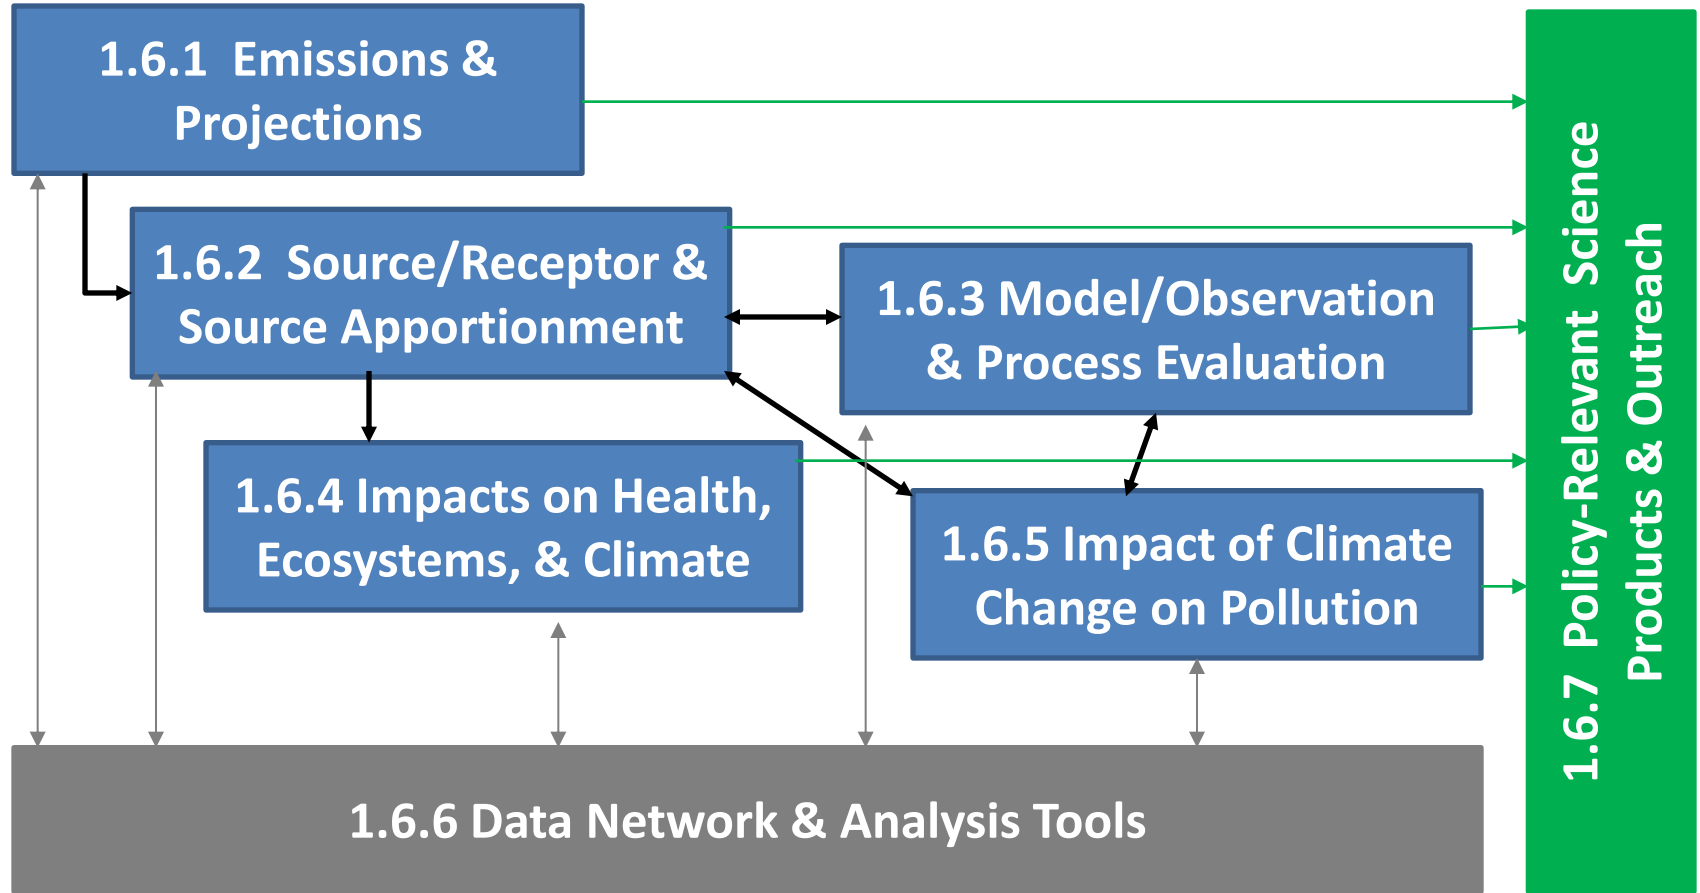 1.6.1  Emissions &
Projections
1.6.2  Source/Receptor &
Source Apportionment
1.6.3 Model/Observation
& Process Evaluation
1.6.4 Impacts on Health,
Ecosystems, & Climate
1.6.5 Impact of Climate
Change on Pollution
1.6.6 Data Network & Analysis Tools
1.6.7 Policy-Relevant Science
Products & Outreach